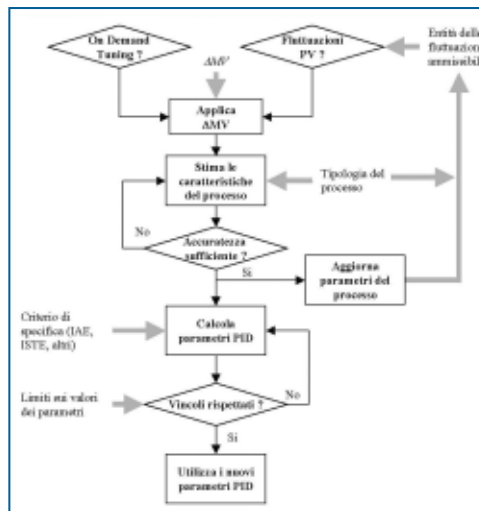 On Demand
Tuning ?
Fluttuazioni
PV ?
Entità delle
fluttuazioni
ammissibili
ΔMV
Applica
ΔMV
Stima le
caratteristiche
del processo
Tipologia del
processo
No
Accuratezza
sufficiente ?
Si
Aggiorna
parametri del
processo
Criterio di
specifica (IAE,
ISTE, altri)
Calcola
parametri PID
No
Limiti sui valori
dei parametri
Vincoli rispettati ?
Si
Utilizza i nuovi
parametri PID